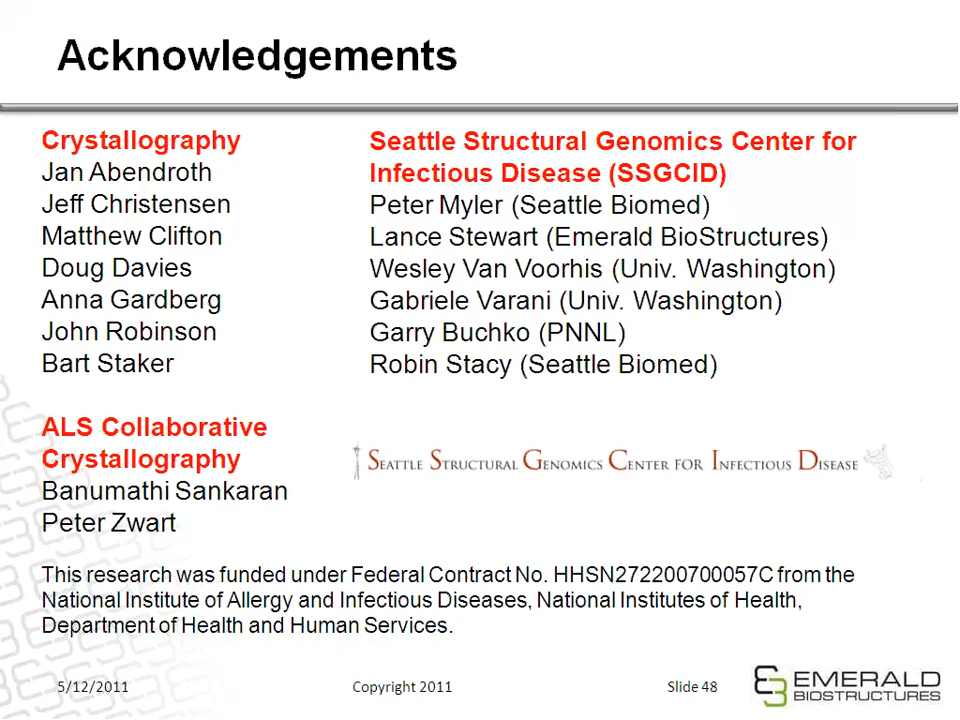 Acknowledgements
Crystallography
Jan Abendroth
Jeff Christensen
Matthew Clifton
Doug Davies
Anna Gardberg
John Robinson
Bart Staker
ALS Collaborative
Crystallography
Banumathi Sankaran
Peter Zwart
Seattle Structural Genomics Center for
Infectious Disease (SSGCID)
Peter Myler (Seattle Biomed)
Lance Stewart (Emerald BioStructures)
Wesley Van Voorhis (Univ. Washington)
Gabriele Varani (Univ. Washington)
Garry Buchko (PNNL)
Robin Stacy (Seattle Biomed)
SEATTLE STRUCTURAL GENOMICS CENTER FOR INFECTIOUS DISEASE
This research was funded under Federal Contract No. HHSN272200700057C from the
National Institute of Allergy and Infectious Diseases, National Institutes of Health,
Department of Health and Human Services.
5/12/2011
Copyright 2011
Slide 48
EMERALD
BIOSTRUCTURES